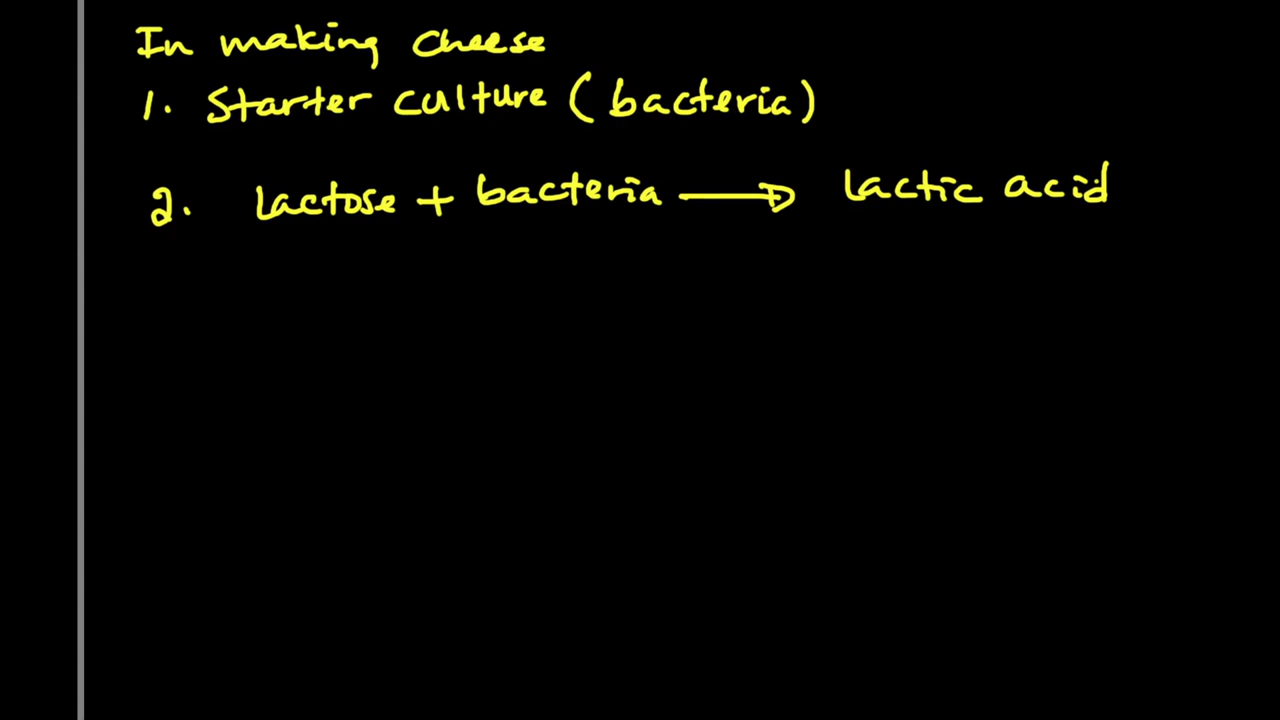 In making cheese
1. Starter culture (bacteria)
2. lactose + bacteria → lactic acid